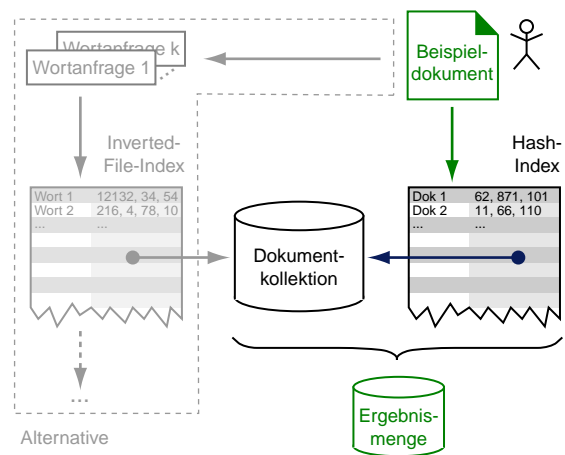 Wortanfrage k
Wortanfrage 1
...
Beispiel-
dokument
Inverted-
File-Index
Hash-
Index
Wort 1 12132, 34, 54
Wort 2 216, 4, 78, 10
... ...
Dokument-
kollektion
Dok 1 62, 871, 101
Dok 2 11, 66, 110
... ...
...
Ergebnis-
menge
Alternative